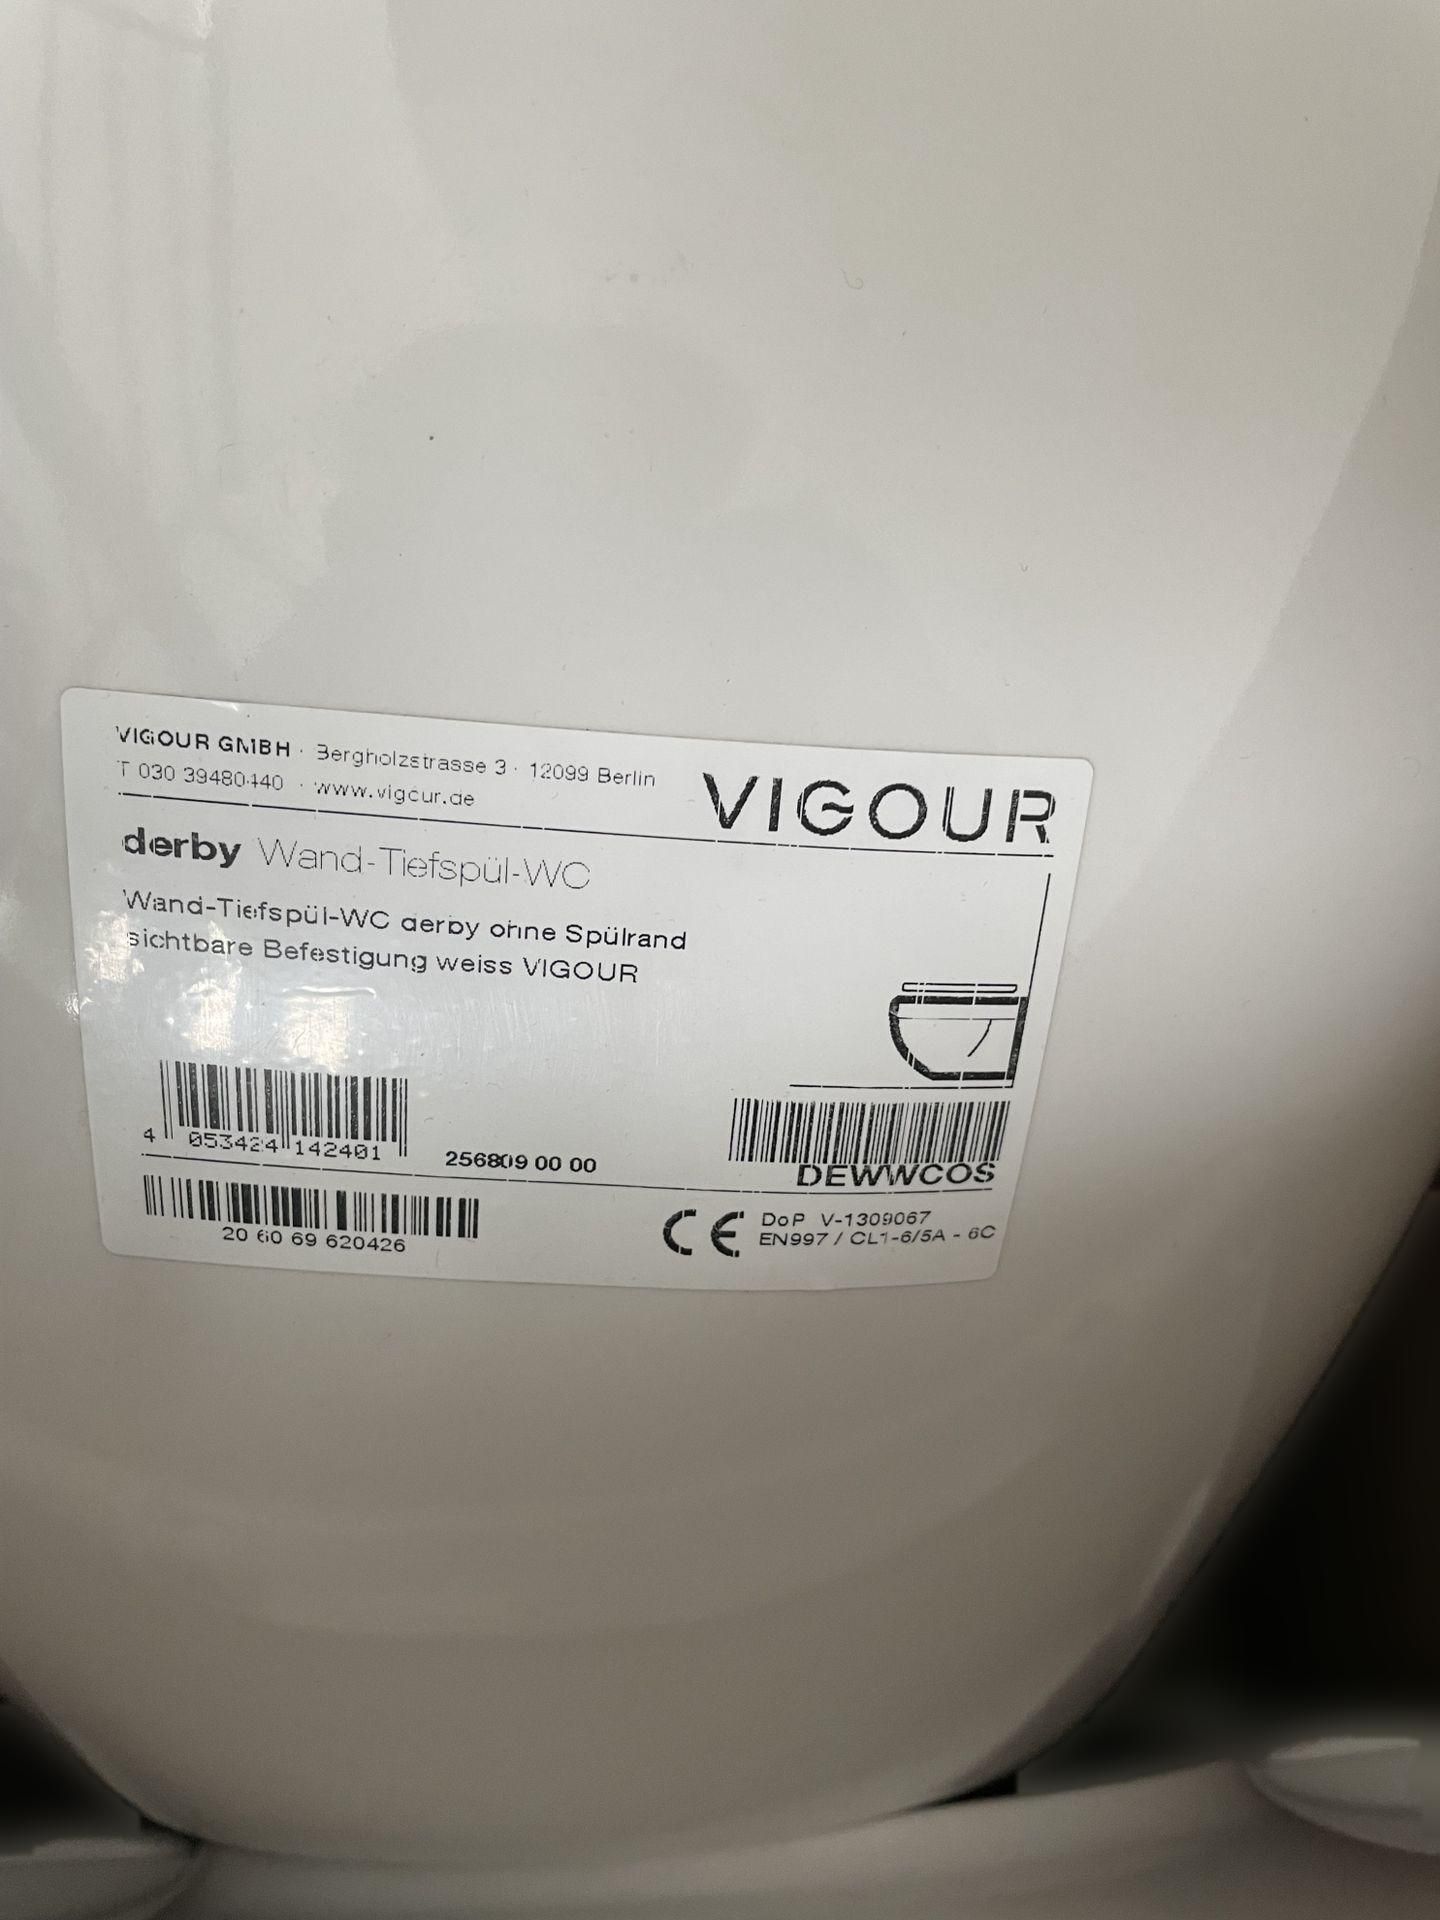 VIGOUR GMBH · Bergholzstrasse 3 · 12099 Berlin
T 030 39480440 · www.vigour.de
VIGOUR
derby Wand-Tiefspül-WC
Wand-Tiefspül-WC derby ohne Spülrand
sichtbare Befestigung weiss VIGOUR
4 053424 142401
256809 00 00
DEWWCOS
20 60 69 620426
CE
DoP V-1309067
EN997 / CL1-6/5A - 6C